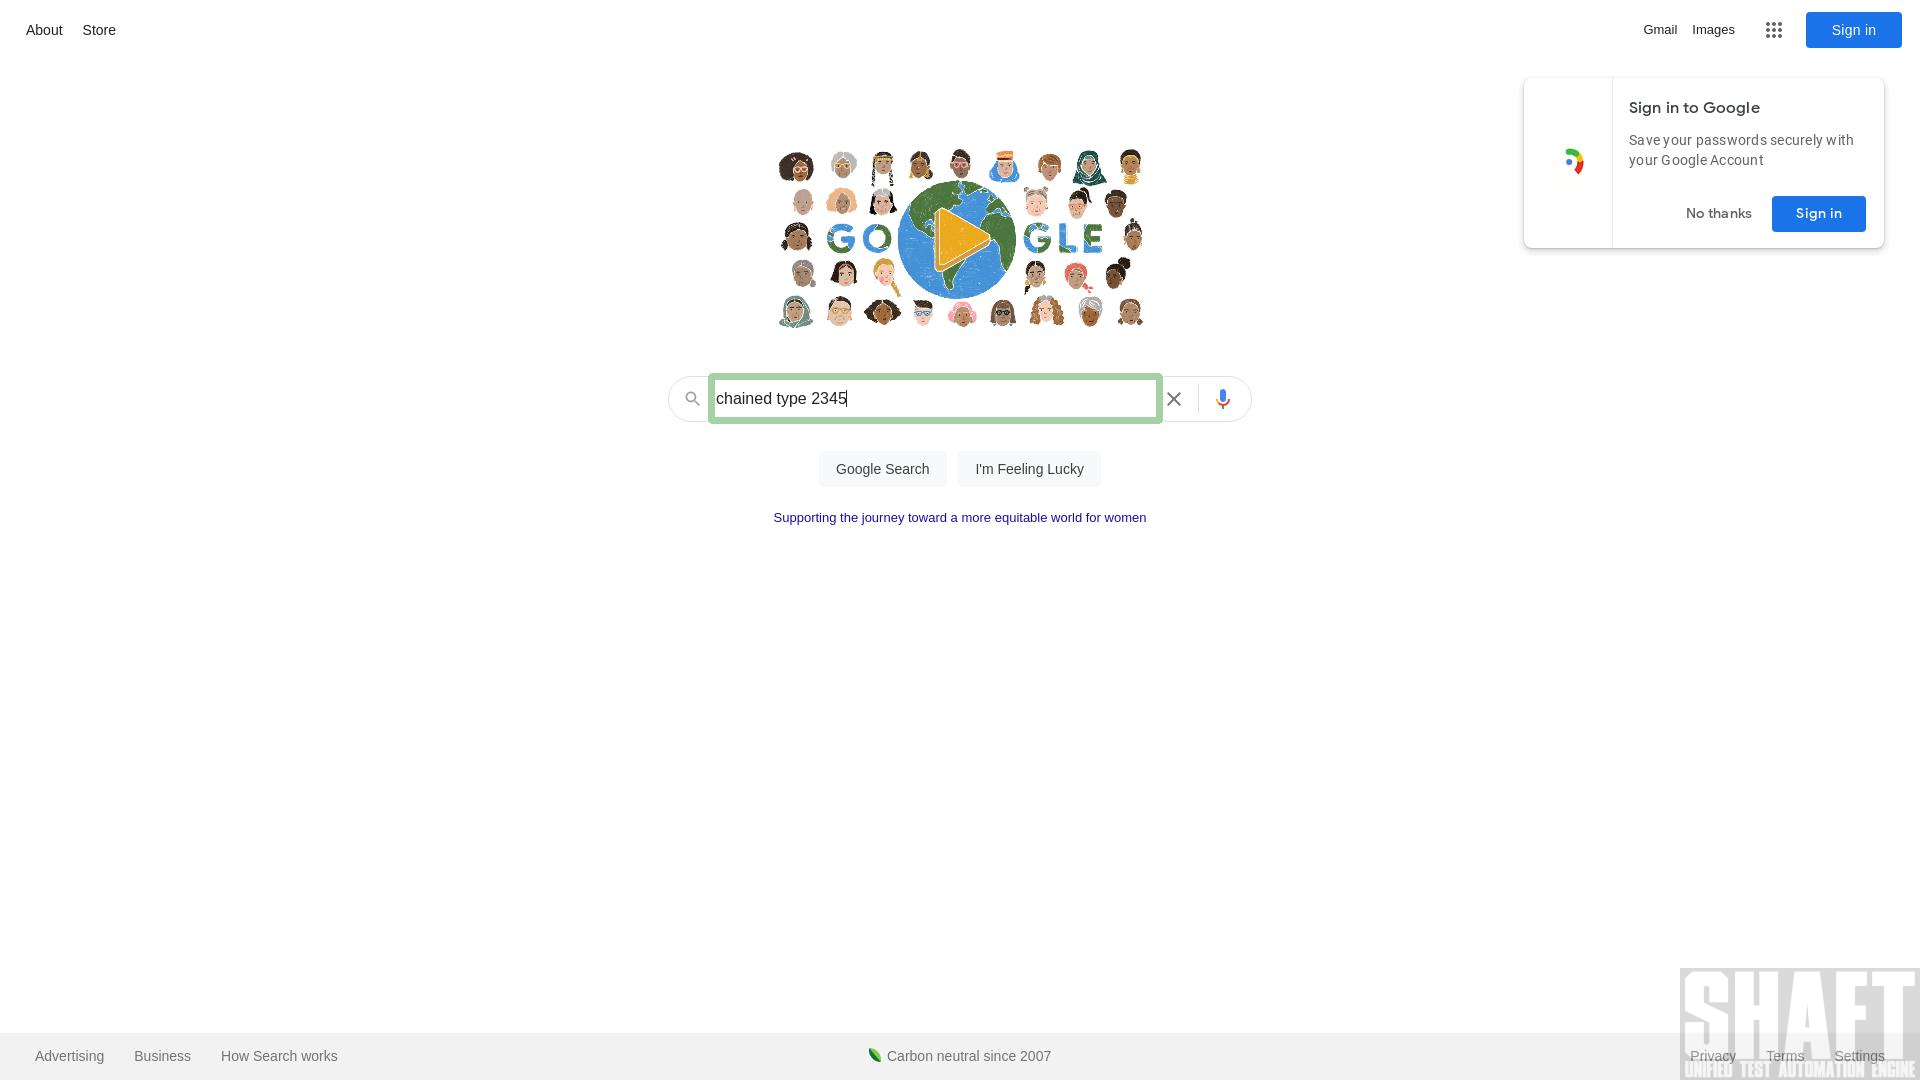 About Store
Gmail Images Sign in
Sign in to Google
Save your passwords securely with
your Google Account
No thanks Sign in
GO GLE
chained type 2345
Google Search I'm Feeling Lucky
Supporting the journey toward a more equitable world for women
SHAFT
Advertising Business How Search works Carbon neutral since 2007 Privacy Terms Settings
UNIFIED TEST AUTOMATION ENGINE